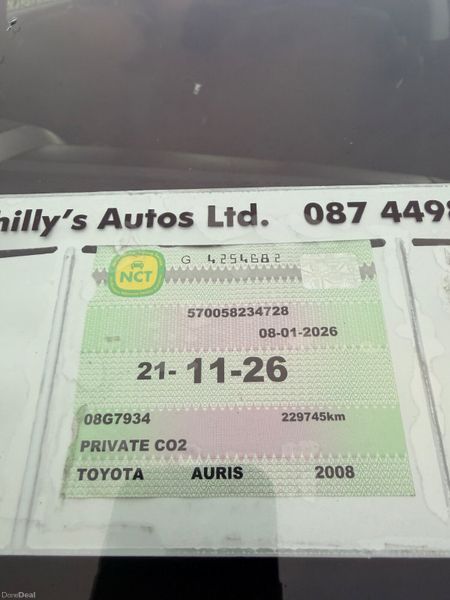 hilly's Autos Ltd. 087 4498
NCT
G 4254682
570058234728
08-01-2026
21- 11-26
08G7934 229745km
PRIVATE CO2
TOYOTA AURIS 2008
DoneDeal